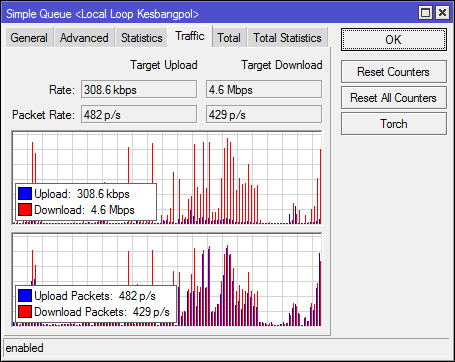 Simple Queue <Local Loop Kesbangpol>
General Advanced Statistics Traffic Total Total Statistics
OK
Reset Counters
Reset All Counters
Torch
Target Upload Target Download
Rate: 308.6 kbps 4.6 Mbps
Packet Rate: 482 p/s 429 p/s
Upload: 308.6 kbps
Download: 4.6 Mbps
Upload Packets: 482 p/s
Download Packets: 429 p/s
enabled